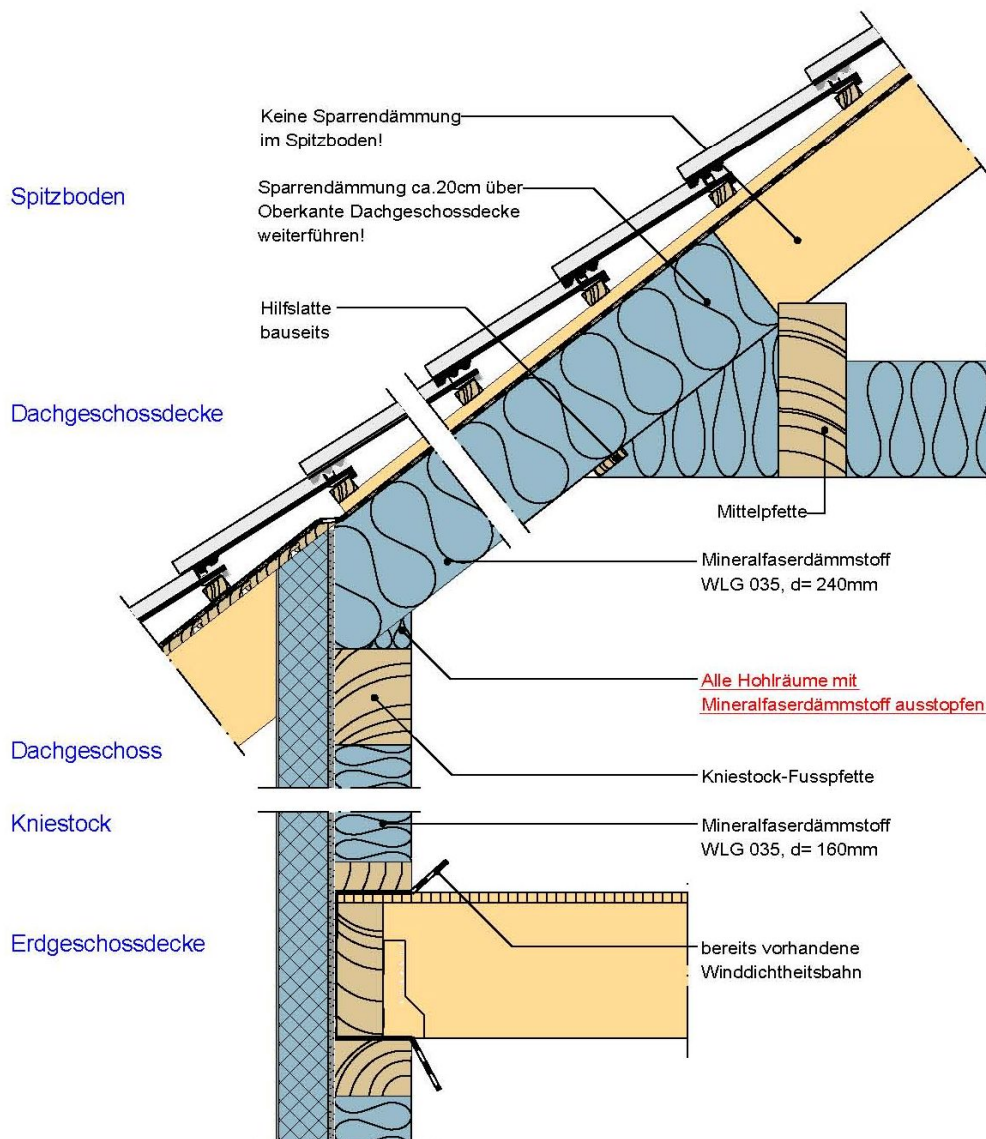 Keine Sparrendämmung
im Spitzboden!
Spitzboden
Sparrendämmung ca.20cm über
Oberkante Dachgeschossdecke
weiterführen!
Hilfslatte
bauseits
Dachgeschossdecke
Mittelpfette
Mineralfaserdämmstoff
WLG 035, d= 240mm
Alle Hohlräume mit
Mineralfaserdämmstoff ausstopfen
Dachgeschoss
Kniestock-Fusspfette
Kniestock
Mineralfaserdämmstoff
WLG 035, d= 160mm
Erdgeschossdecke
bereits vorhandene
Winddichtheitsbahn